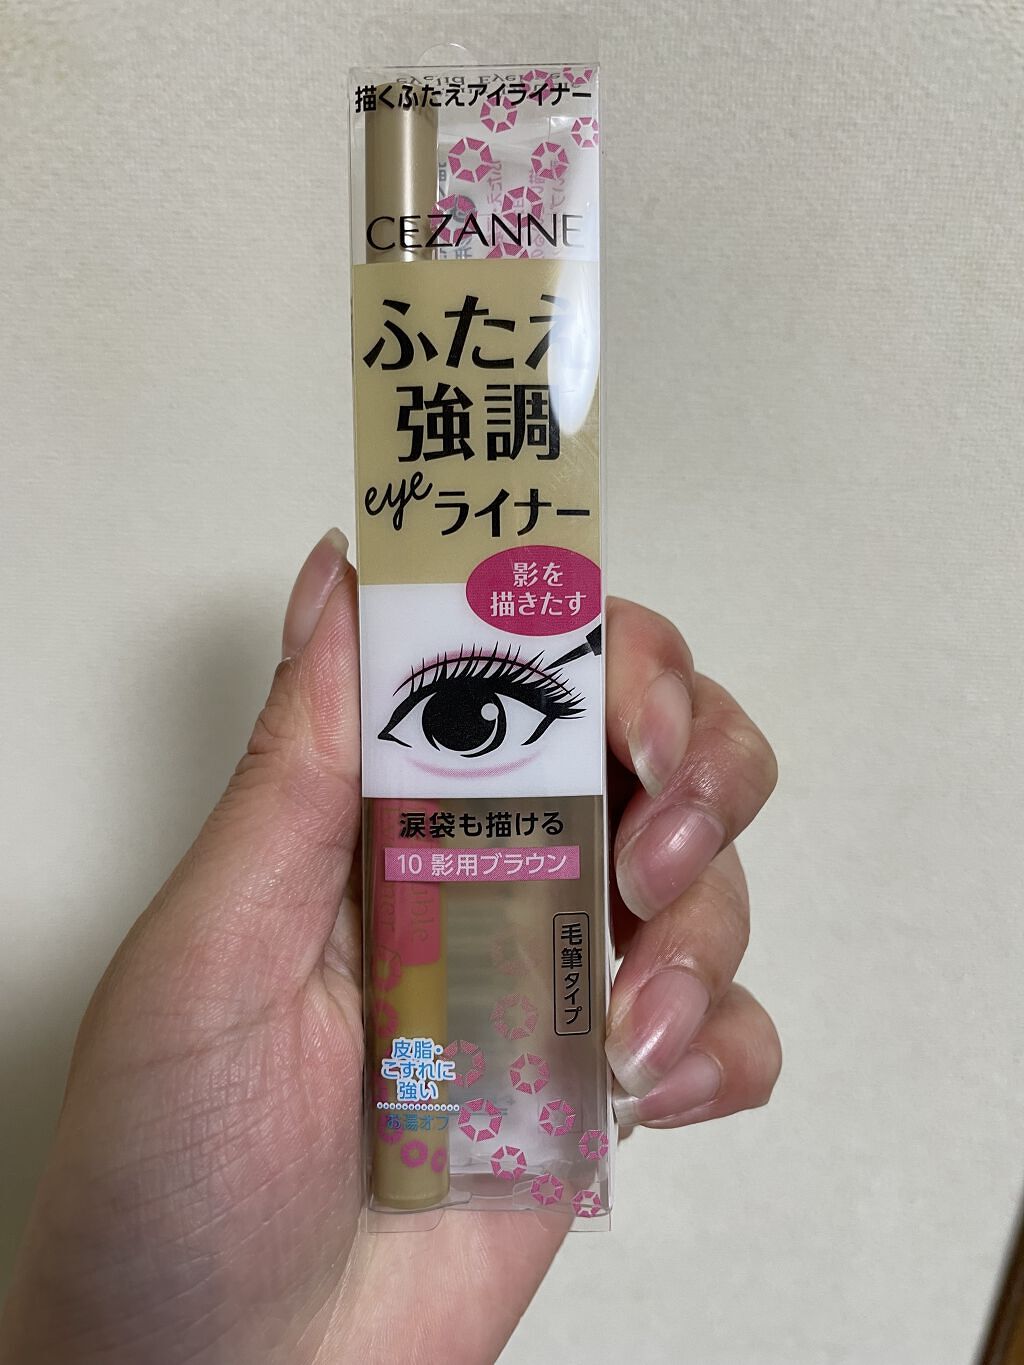 描くふたえアイライナー
CEZANNE
ふたえ
強調
eye ライナー
影を
描きたす
涙袋も描ける
10 影用ブラウン
毛筆タイプ
皮脂・
こすれに
強い
お湯オフ